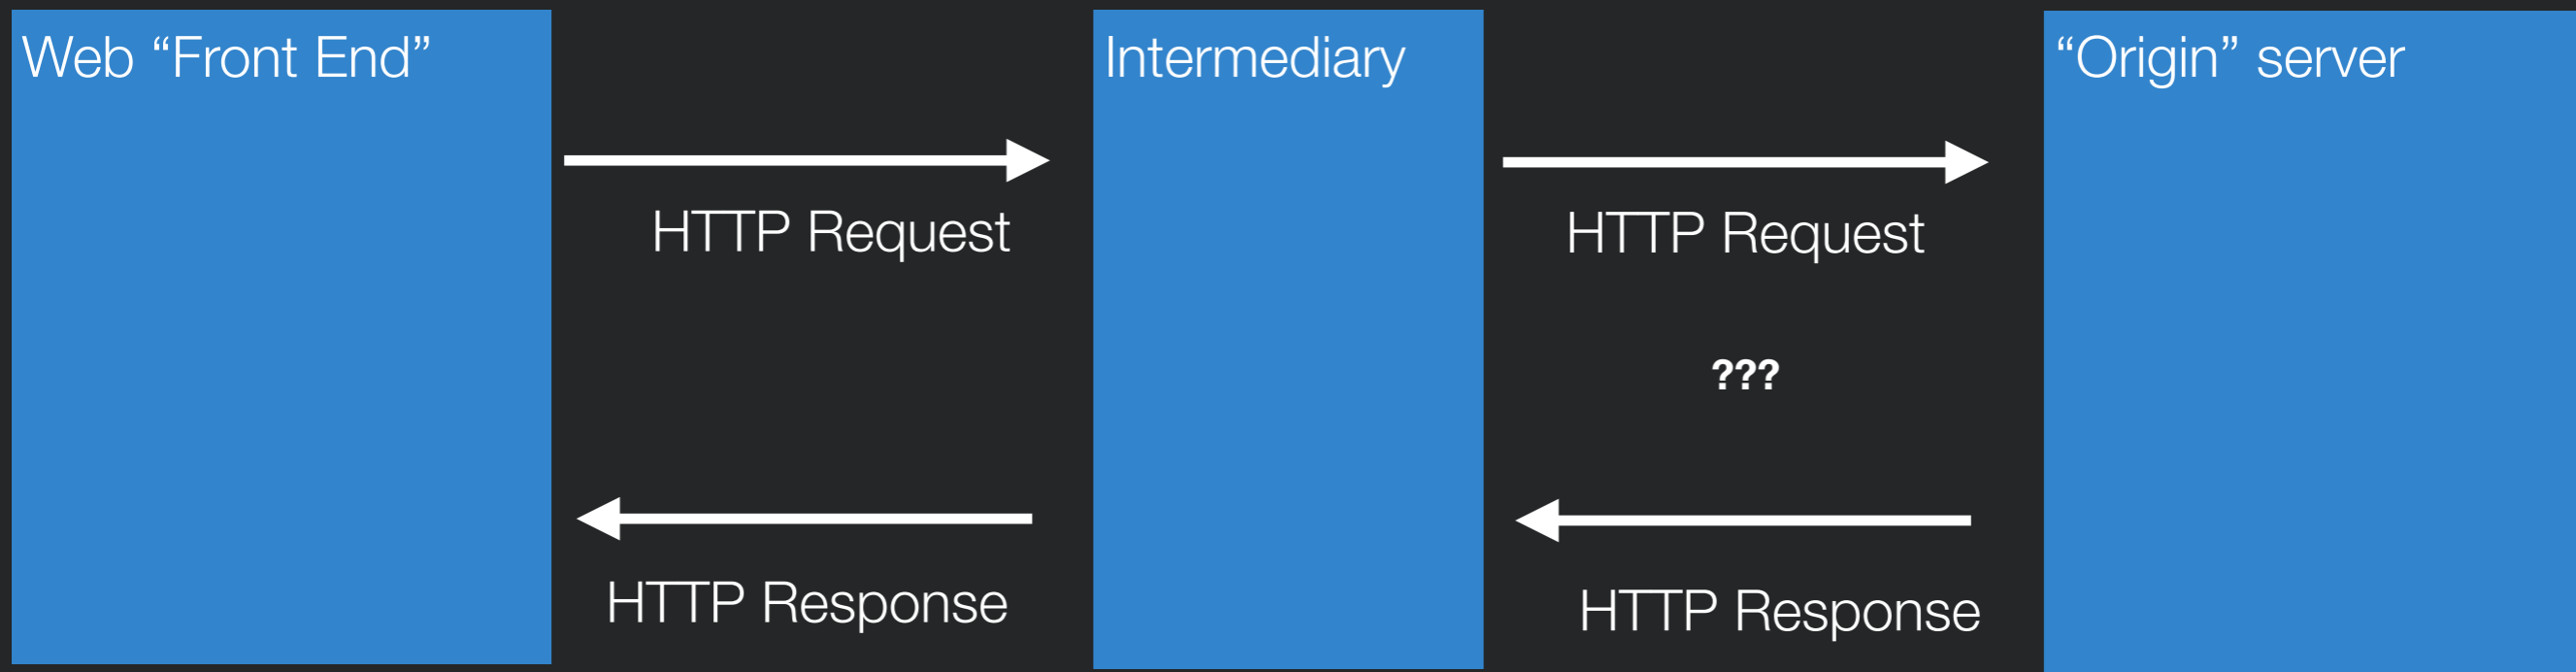 Web “Front End”
Intermediary
“Origin” server
HTTP Request
HTTP Request
???
HTTP Response
HTTP Response